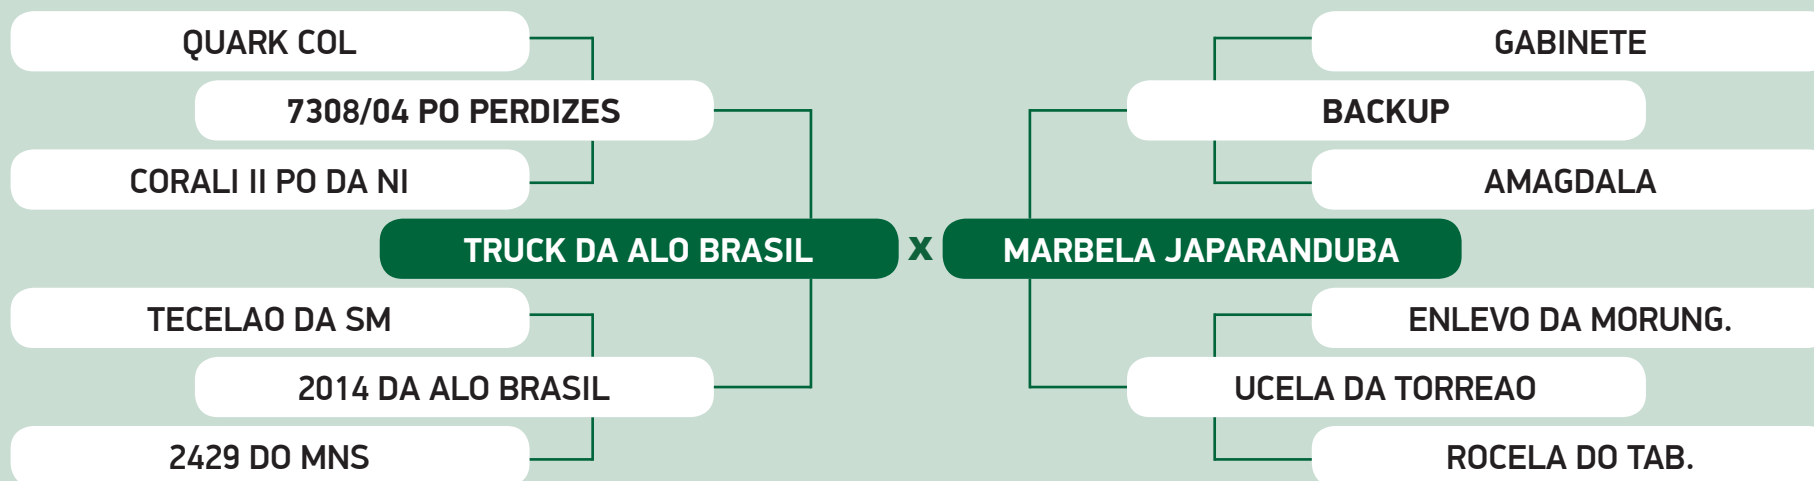 QUARK COL
GABINETE
7308/04 PO PERDIZES
BACKUP
CORALI II PO DA NI
AMAGDALA
TRUCK DA ALO BRASIL X MARBELA JAPARANDUBA
TECELAO DA SM
ENLEVO DA MORUNG.
2014 DA ALO BRASIL
UCELA DA TORREAO
2429 DO MNS
ROCELA DO TAB.